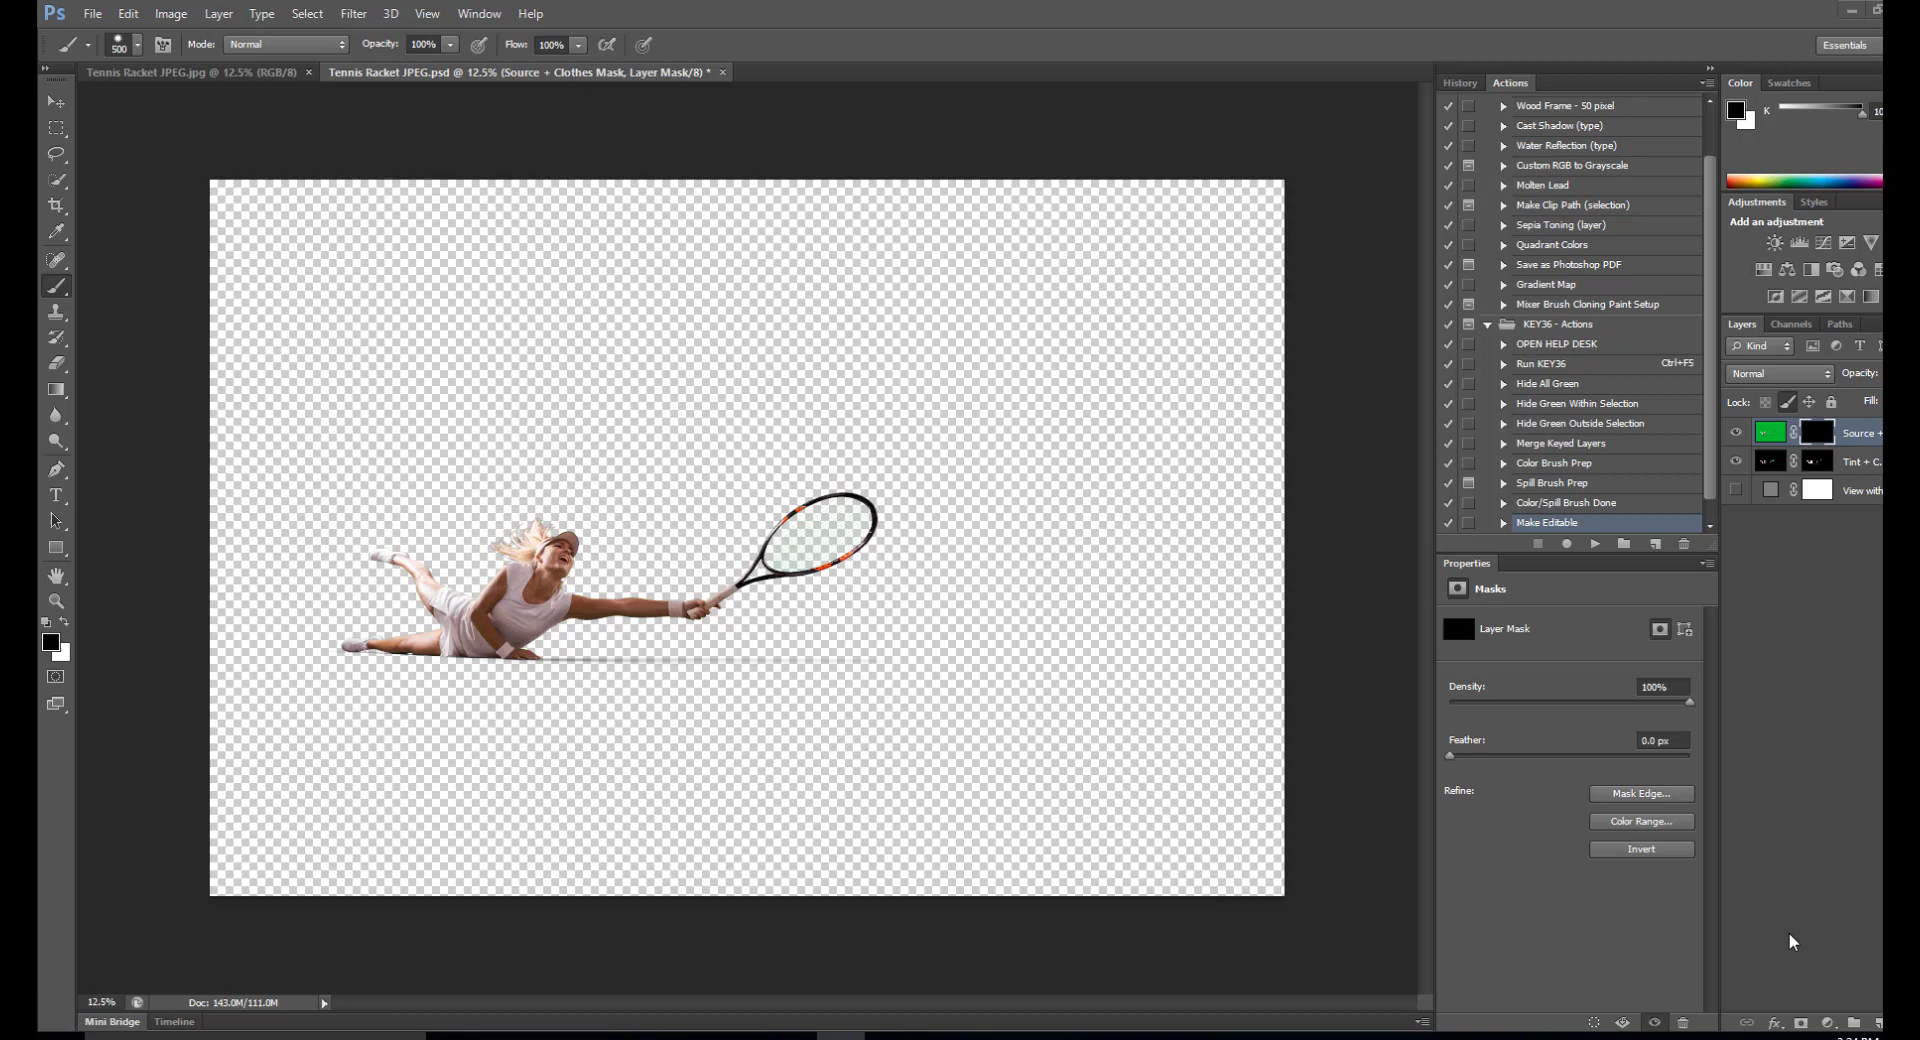 Ps File Edit Image Layer Type Select Filter 3D View Window Help
500 Mode: Normal Opacity: 100% Flow: 100% Essentials
Tennis Racket JPEG.jpg @ 12.5% (RGB/8) × Tennis Racket JPEG.psd @ 12.5% (Source + Clothes Mask, Layer Mask/8) * ×
History Actions
Wood Frame - 50 pixel
Cast Shadow (type)
Water Reflection (type)
Custom RGB to Grayscale
Molten Lead
Make Clip Path (selection)
Sepia Toning (layer)
Quadrant Colors
Save as Photoshop PDF
Gradient Map
Mixer Brush Cloning Paint Setup
KEY36 - Actions
OPEN HELP DESK
Run KEY36 Ctrl+F5
Hide All Green
Hide Green Within Selection
Hide Green Outside Selection
Merge Keyed Layers
Color Brush Prep
Spill Brush Prep
Color/Spill Brush Done
Make Editable
Properties
Masks
Layer Mask
Density: 100%
Feather: 0.0 px
Refine: Mask Edge...
Color Range...
Invert
Color Swatches
K 10
Adjustments Styles
Add an adjustment
Layers Channels Paths
Kind T
Normal Opacity:
Lock: Fill:
Source +
Tint + C.
View with
fx
12.5% Doc: 143.0M/111.0M
Mini Bridge Timeline